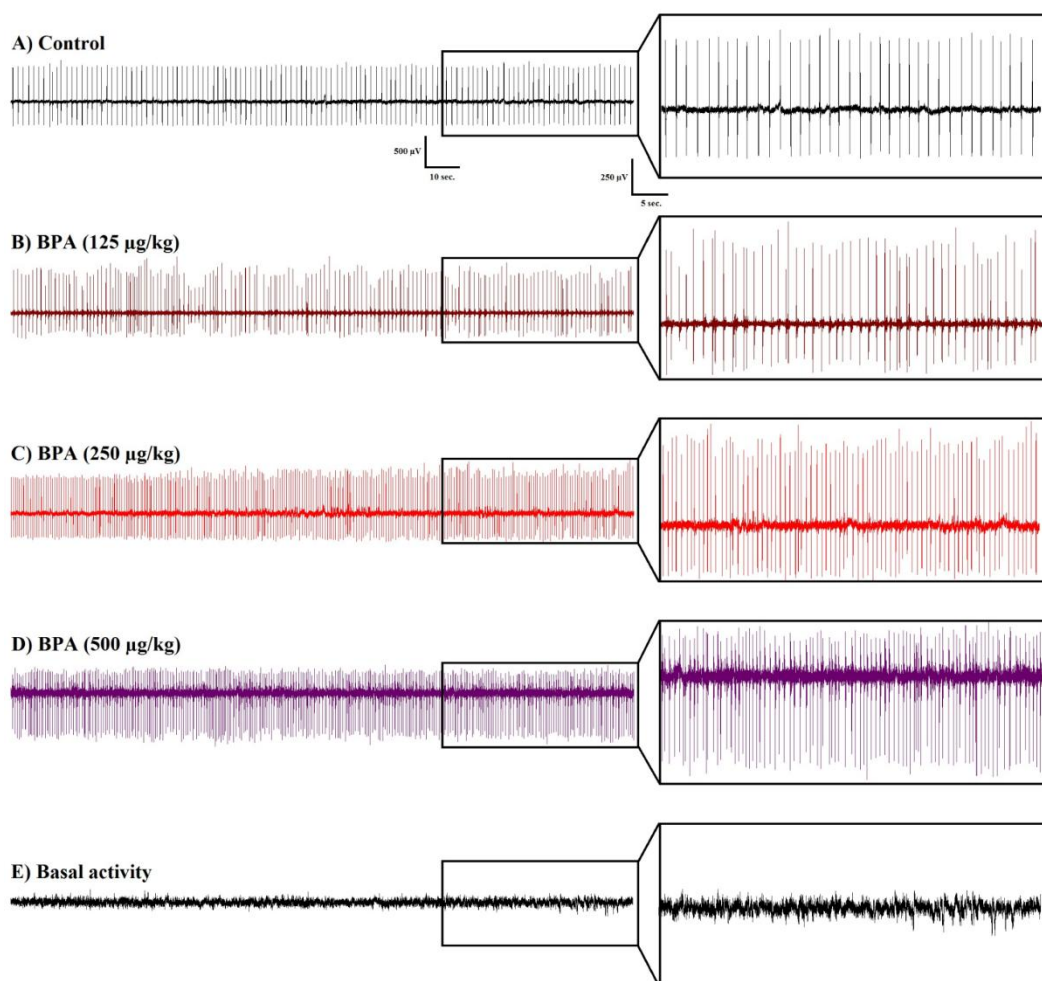 A) Control
500 µV
10 sec.
250 µV
5 sec.
B) BPA (125 µg/kg)
C) BPA (250 µg/kg)
D) BPA (500 µg/kg)
E) Basal activity